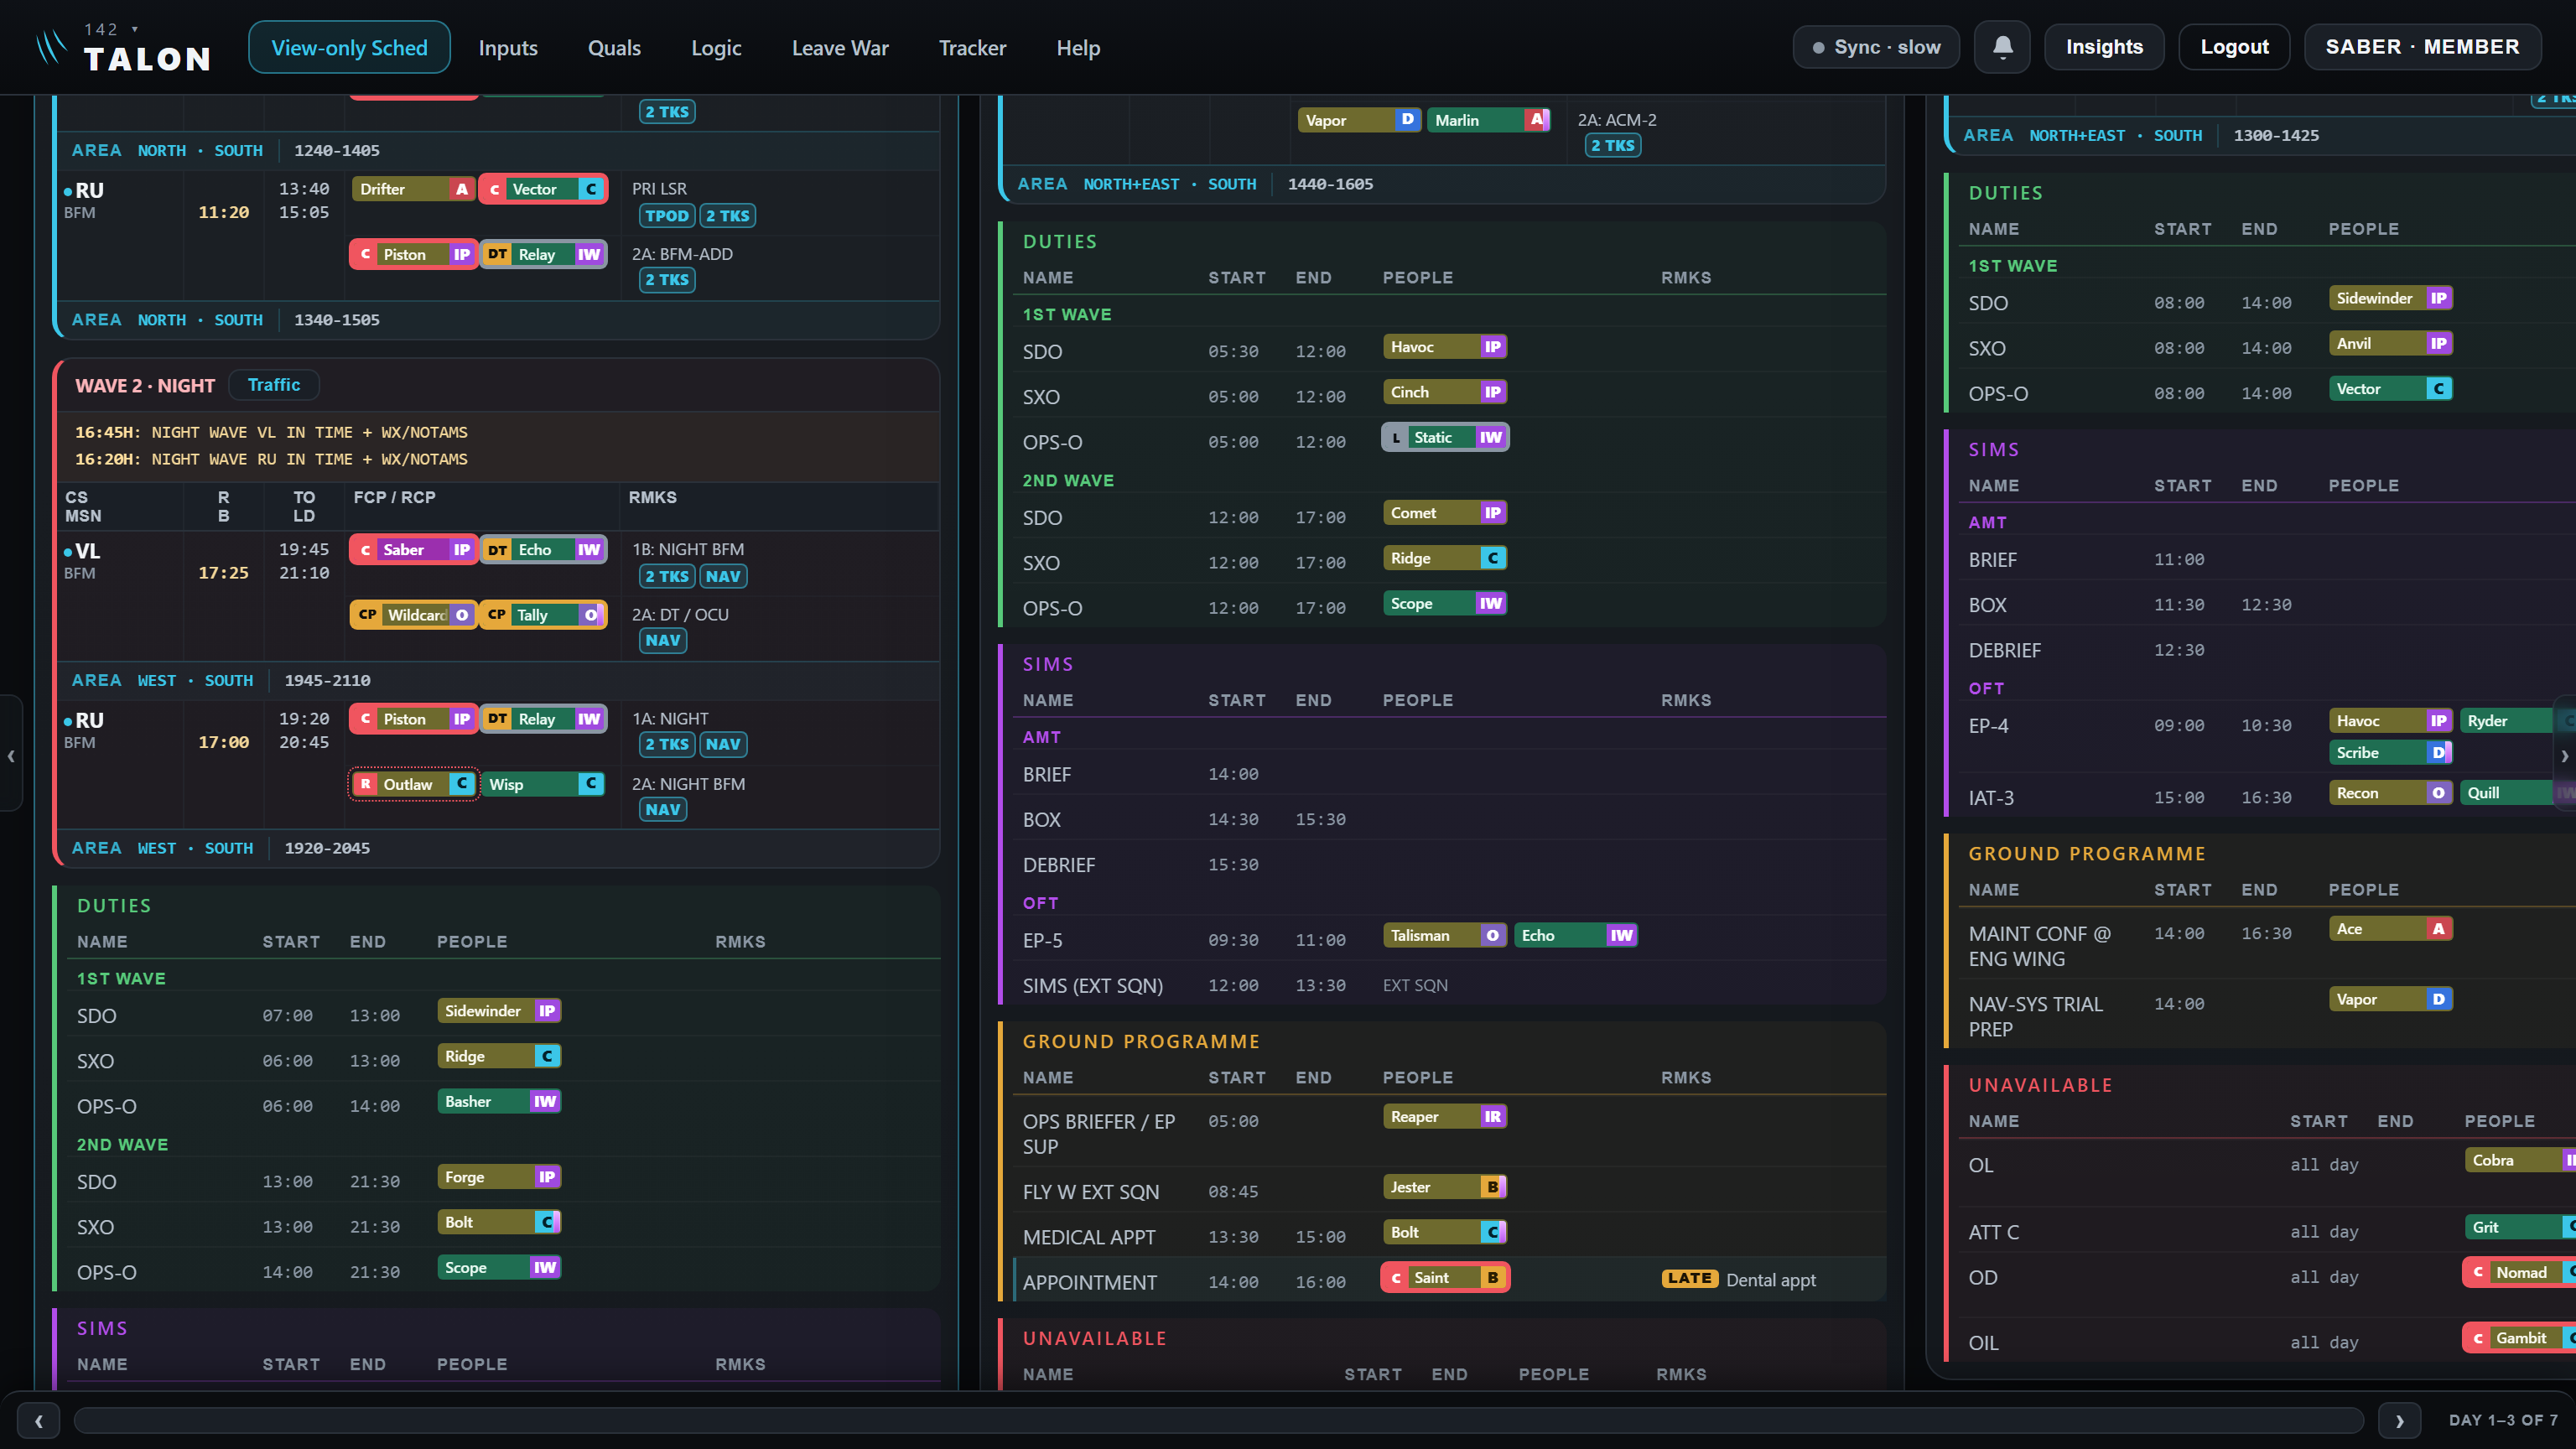 142 ▾
TALON
View-only Sched Inputs Quals Logic Leave War Tracker Help
Sync · slow Insights Logout SABER · MEMBER
2 TKS
AREA NORTH · SOUTH 1240-1405
RU 13:40 Drifter A C Vector C PRI LSR
BFM 11:20 15:05 TPOD 2 TKS
C Piston IP DT Relay IW 2A: BFM-ADD
2 TKS
AREA NORTH · SOUTH 1340-1505
WAVE 2 · NIGHT Traffic
16:45H: NIGHT WAVE VL IN TIME + WX/NOTAMS
16:20H: NIGHT WAVE RU IN TIME + WX/NOTAMS
CS R TO FCP / RCP RMKS
MSN B LD
VL 19:45 C Saber IP DT Echo IW 1B: NIGHT BFM
BFM 17:25 21:10 2 TKS NAV
CP Wildcard O CP Tally O 2A: DT / OCU
NAV
AREA WEST · SOUTH 1945-2110
RU 19:20 C Piston IP DT Relay IW 1A: NIGHT
BFM 17:00 20:45 2 TKS NAV
R Outlaw C Wisp C 2A: NIGHT BFM
NAV
AREA WEST · SOUTH 1920-2045
DUTIES
NAME START END PEOPLE RMKS
1ST WAVE
SDO 07:00 13:00 Sidewinder IP
SXO 06:00 13:00 Ridge C
OPS-O 06:00 14:00 Basher IW
2ND WAVE
SDO 13:00 21:30 Forge IP
SXO 13:00 21:30 Bolt C
OPS-O 14:00 21:30 Scope IW
SIMS
NAME START END PEOPLE RMKS
Vapor D Marlin A 2A: ACM-2
2 TKS
AREA NORTH+EAST · SOUTH 1440-1605
DUTIES
NAME START END PEOPLE RMKS
1ST WAVE
SDO 05:30 12:00 Havoc IP
SXO 05:00 12:00 Cinch IP
OPS-O 05:00 12:00 L Static IW
2ND WAVE
SDO 12:00 17:00 Comet IP
SXO 12:00 17:00 Ridge C
OPS-O 12:00 17:00 Scope IW
SIMS
NAME START END PEOPLE RMKS
AMT
BRIEF 14:00
BOX 14:30 15:30
DEBRIEF 15:30
OFT
EP-5 09:30 11:00 Talisman O Echo IW
SIMS (EXT SQN) 12:00 13:30 EXT SQN
GROUND PROGRAMME
NAME START END PEOPLE RMKS
OPS BRIEFER / EP 05:00 Reaper IR
SUP
FLY W EXT SQN 08:45 Jester B
MEDICAL APPT 13:30 15:00 Bolt C
APPOINTMENT 14:00 16:00 C Saint B LATE Dental appt
UNAVAILABLE
NAME START END PEOPLE RMKS
2 TKS
AREA NORTH+EAST · SOUTH 1300-1425
DUTIES
NAME START END PEOPLE
1ST WAVE
SDO 08:00 14:00 Sidewinder IP
SXO 08:00 14:00 Anvil IP
OPS-O 08:00 14:00 Vector C
SIMS
NAME START END PEOPLE
AMT
BRIEF 11:00
BOX 11:30 12:30
DEBRIEF 12:30
OFT
EP-4 09:00 10:30 Havoc IP Ryder C
Scribe D
IAT-3 15:00 16:30 Recon O Quill IW
GROUND PROGRAMME
NAME START END PEOPLE
MAINT CONF @ 14:00 16:30 Ace A
ENG WING
NAV-SYS TRIAL 14:00 Vapor D
PREP
UNAVAILABLE
NAME START END PEOPLE
OL all day Cobra
ATT C all day Grit
OD all day C Nomad
OIL all day C Gambit
‹ › DAY 1–3 OF 7